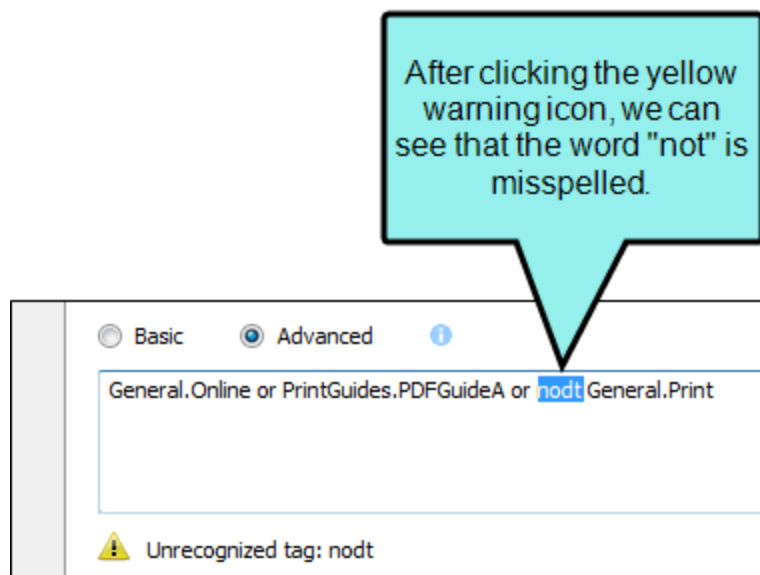 After clicking the yellow
warning icon, we can
see that the word "not" is
misspelled.
Basic Advanced
General.Online or PrintGuides.PDFGuideA or nodt General.Print
Unrecognized tag: nodt